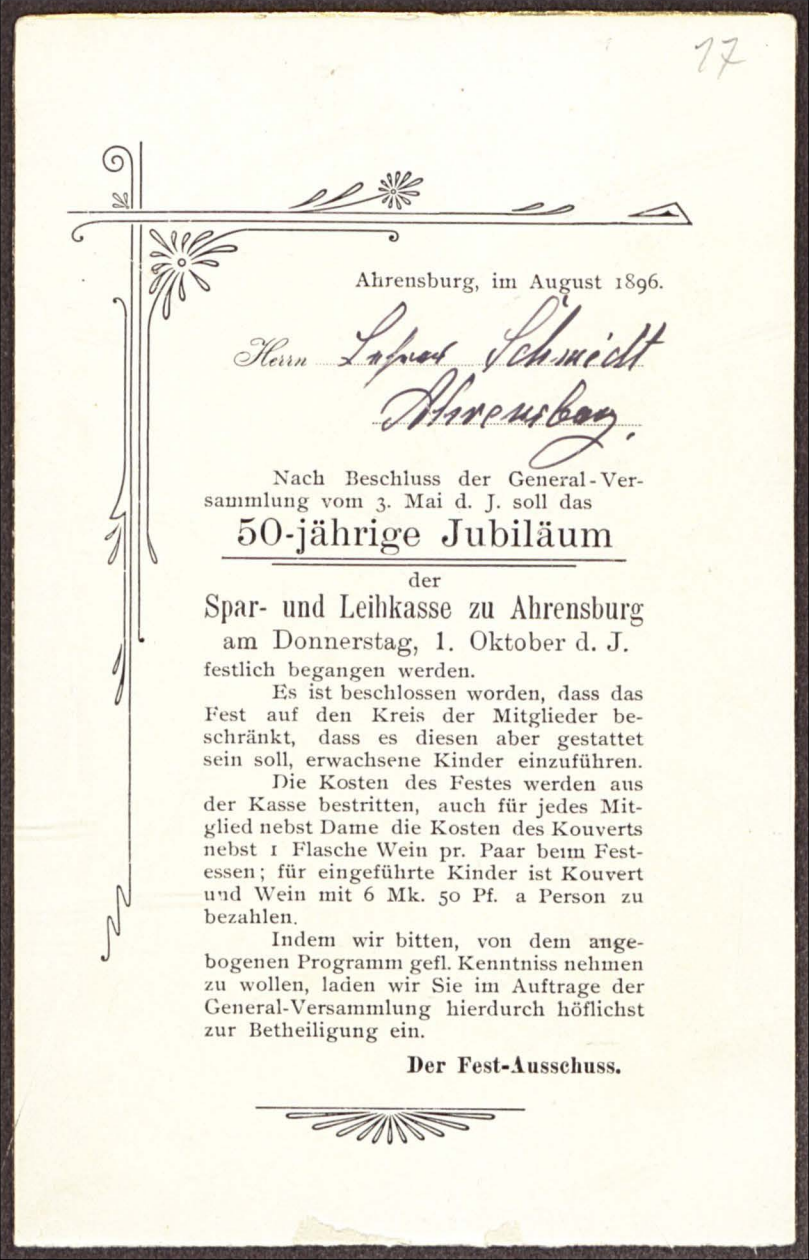 17
Ahrensburg, im August 1896.
Herrn Lehrer Schmidt
Ahrensburg.
Nach Beschluss der General-Ver-
sammlung vom 3. Mai d. J. soll das
50-jährige Jubiläum
der
Spar- und Leihkasse zu Ahrensburg
am Donnerstag, 1. Oktober d. J.
festlich begangen werden.
Es ist beschlossen worden, dass das
Fest auf den Kreis der Mitglieder be-
schränkt, dass es diesen aber gestattet
sein soll, erwachsene Kinder einzuführen.
Die Kosten des Festes werden aus
der Kasse bestritten, auch für jedes Mit-
glied nebst Dame die Kosten des Kouverts
nebst 1 Flasche Wein pr. Paar beim Fest-
essen; für eingeführte Kinder ist Kouvert
und Wein mit 6 Mk. 50 Pf. a Person zu
bezahlen.
Indem wir bitten, von dem ange-
bogenen Programm gefl. Kenntniss nehmen
zu wollen, laden wir Sie im Auftrage der
General-Versammlung hierdurch höflichst
zur Betheiligung ein.
Der Fest-Ausschuss.